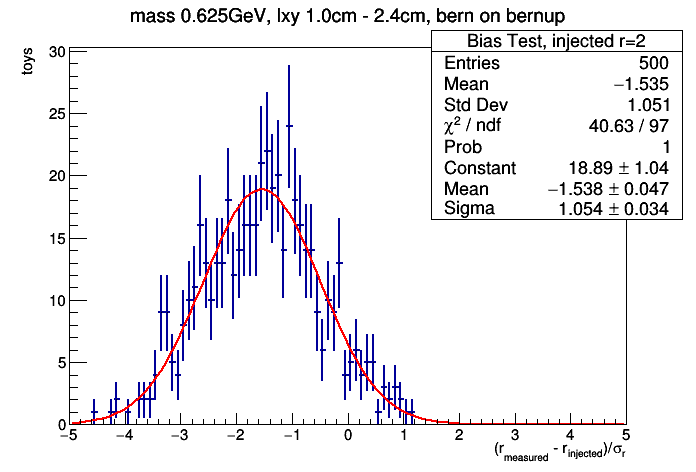 mass 0.625GeV, lxy 1.0cm - 2.4cm, bern on bernup
Bias Test, injected r=2
Entries 500
Mean −1.535
Std Dev 1.051
χ² / ndf 40.63 / 97
Prob 1
Constant 18.89 ± 1.04
Mean −1.538 ± 0.047
Sigma 1.054 ± 0.034
toys
30
25
20
15
10
5
0
−5 −4 −3 −2 −1 0 1 2 3 4 5
(r_measured - r_injected)/σ_r